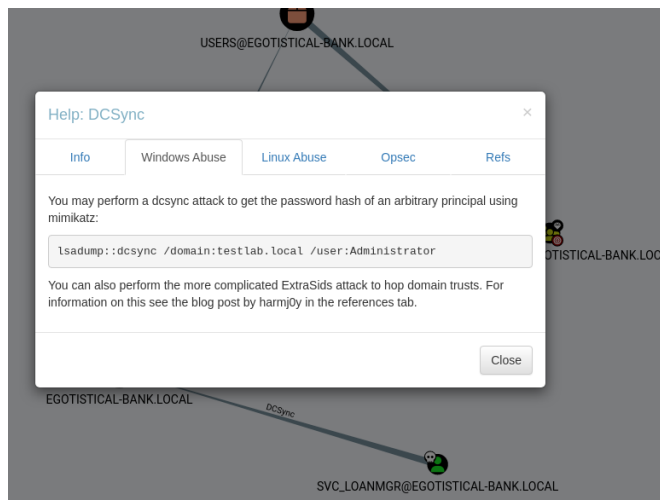 USERS@EGOTISTICAL-BANK.LOCAL
Help: DCSync
×
Info Windows Abuse Linux Abuse Opsec Refs
You may perform a dcsync attack to get the password hash of an arbitrary principal using
mimikatz:
lsadump::dcsync /domain:testlab.local /user:Administrator
OTISTICAL-BANK.LOC
You can also perform the more complicated ExtraSids attack to hop domain trusts. For
information on this see the blog post by harmj0y in the references tab.
Close
EGOTISTICAL-BANK.LOCAL
DCSync
SVC_LOANMGR@EGOTISTICAL-BANK.LOCAL